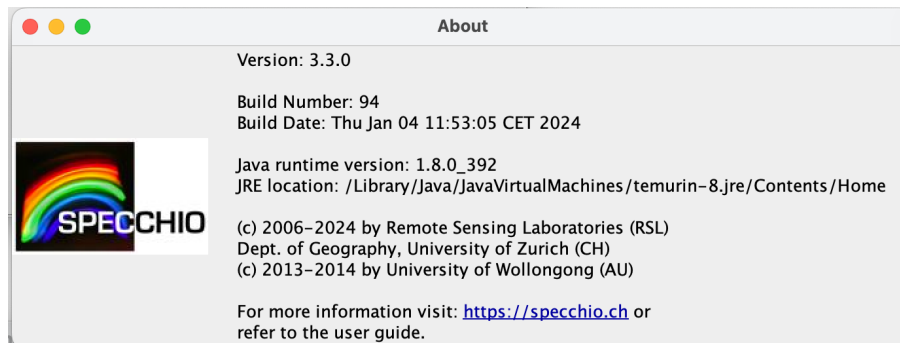 About
Version: 3.3.0
Build Number: 94
Build Date: Thu Jan 04 11:53:05 CET 2024
Java runtime version: 1.8.0_392
JRE location: /Library/Java/JavaVirtualMachines/temurin-8.jre/Contents/Home
SPECCHIO
(c) 2006-2024 by Remote Sensing Laboratories (RSL)
Dept. of Geography, University of Zurich (CH)
(c) 2013-2014 by University of Wollongong (AU)
For more information visit: https://specchio.ch or
refer to the user guide.